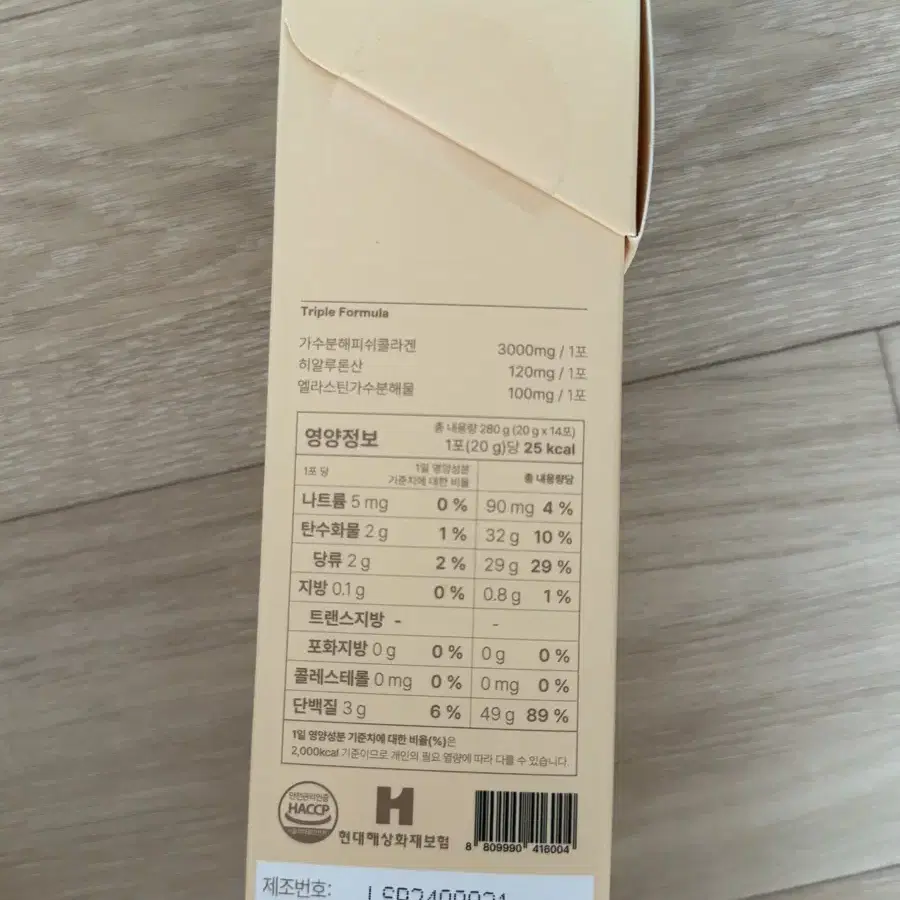 Triple Formula
가수분해피쉬콜라겐 3000mg / 1포
히알루론산 120mg / 1포
엘라스틴가수분해물 100mg / 1포
영양정보
총 내용량 280 g (20 g x 14포)
1포(20 g)당 25 kcal
1포 당
1일 영양성분
기준치에 대한 비율
총 내용량당
나트륨 5 mg 0 % 90 mg 4 %
탄수화물 2 g 1 % 32 g 10 %
당류 2 g 2 % 29 g 29 %
지방 0.1 g 0 % 0.8 g 1 %
트랜스지방 - -
포화지방 0 g 0 % 0 g 0 %
콜레스테롤 0 mg 0 % 0 mg 0 %
단백질 3 g 6 % 49 g 89 %
1일 영양성분 기준치에 대한 비율(%)은
2,000kcal 기준이므로 개인의 필요 열량에 따라 다를 수 있습니다.
안전관리인증
HACCP
현대해상화재보험
8 809990 416004
제조번호: